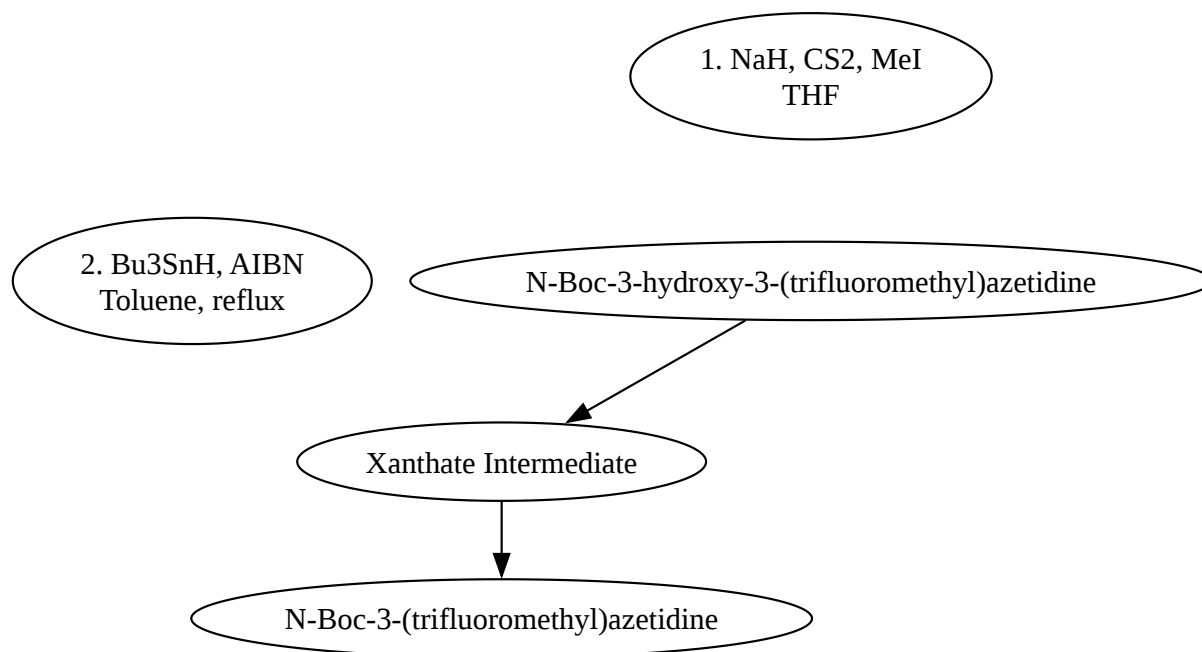 1. NaH, CS2, MeI
THF
2. Bu3SnH, AIBN
Toluene, reflux
N-Boc-3-hydroxy-3-(trifluoromethyl)azetidine
Xanthate Intermediate
N-Boc-3-(trifluoromethyl)azetidine